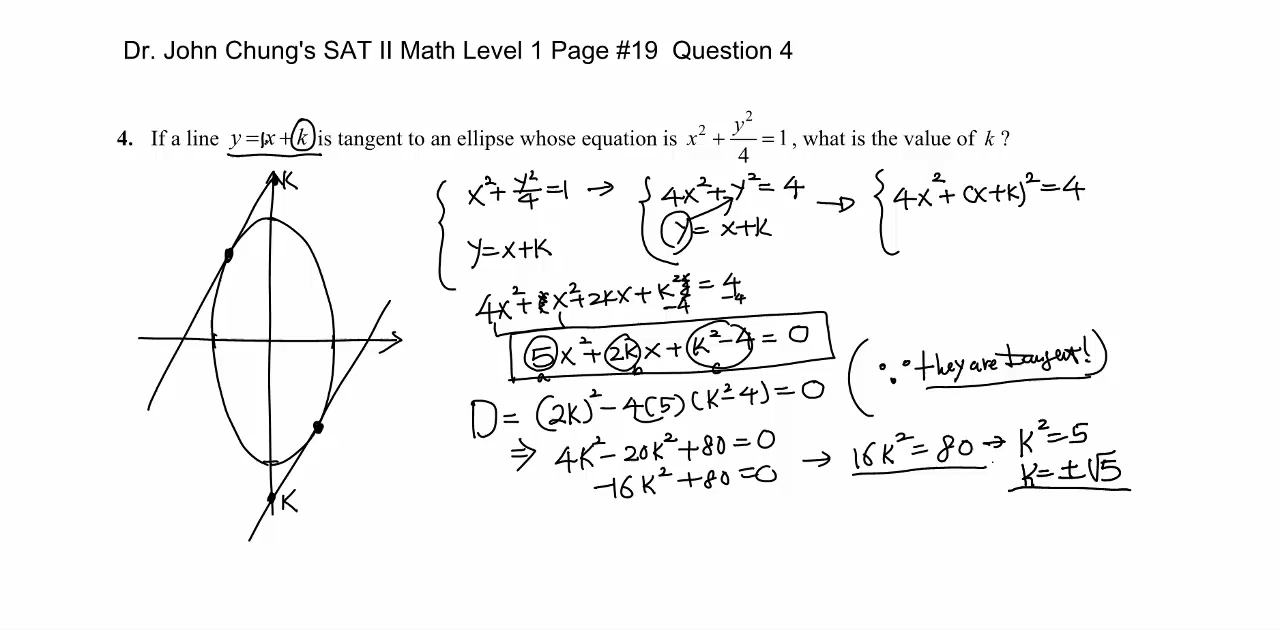 Dr. John Chung's SAT II Math Level 1 Page #19 Question 4
4. If a line y = 1x + k is tangent to an ellipse whose equation is x² + y²/4 = 1, what is the value of k ?
K
x² + y²/4 = 1 → 4x² + y² = 4 → 4x² + (x+k)² = 4
y = x+k y = x+k
4x² + x² + 2kx + k² = 4
-4 -4
5x² + 2kx + k² - 4 = 0
a b c
(∵ they are tangent!)
D = (2k)² - 4(5)(k² - 4) = 0
⇒ 4k² - 20k² + 80 = 0
-16k² + 80 = 0 → 16k² = 80 → k² = 5
k = ±√5
K